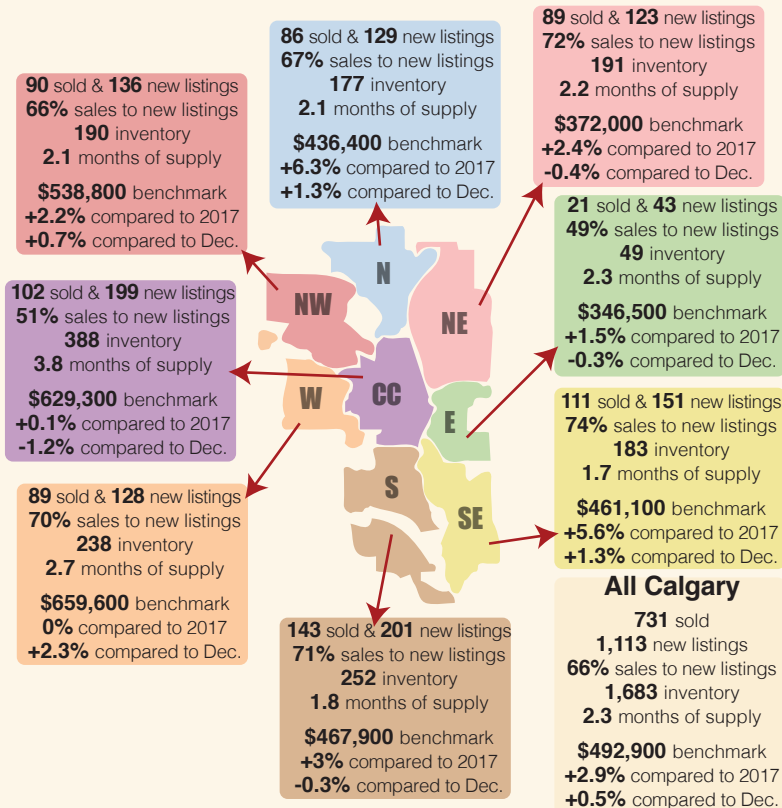 90 sold & 136 new listings
66% sales to new listings
190 inventory
2.1 months of supply
$538,800 benchmark
+2.2% compared to 2017
+0.7% compared to Dec.
86 sold & 129 new listings
67% sales to new listings
177 inventory
2.1 months of supply
$436,400 benchmark
+6.3% compared to 2017
+1.3% compared to Dec.
89 sold & 123 new listings
72% sales to new listings
191 inventory
2.2 months of supply
$372,000 benchmark
+2.4% compared to 2017
-0.4% compared to Dec.
21 sold & 43 new listings
49% sales to new listings
49 inventory
2.3 months of supply
$346,500 benchmark
+1.5% compared to 2017
-0.3% compared to Dec.
102 sold & 199 new listings
51% sales to new listings
388 inventory
3.8 months of supply
$629,300 benchmark
+0.1% compared to 2017
-1.2% compared to Dec.
N
NW
NE
W
CC
E
S
SE
111 sold & 151 new listings
74% sales to new listings
183 inventory
1.7 months of supply
$461,100 benchmark
+5.6% compared to 2017
+1.3% compared to Dec.
89 sold & 128 new listings
70% sales to new listings
238 inventory
2.7 months of supply
$659,600 benchmark
0% compared to 2017
+2.3% compared to Dec.
143 sold & 201 new listings
71% sales to new listings
252 inventory
1.8 months of supply
$467,900 benchmark
+3% compared to 2017
-0.3% compared to Dec.
All Calgary
731 sold
1,113 new listings
66% sales to new listings
1,683 inventory
2.3 months of supply
$492,900 benchmark
+2.9% compared to 2017
+0.5% compared to Dec.